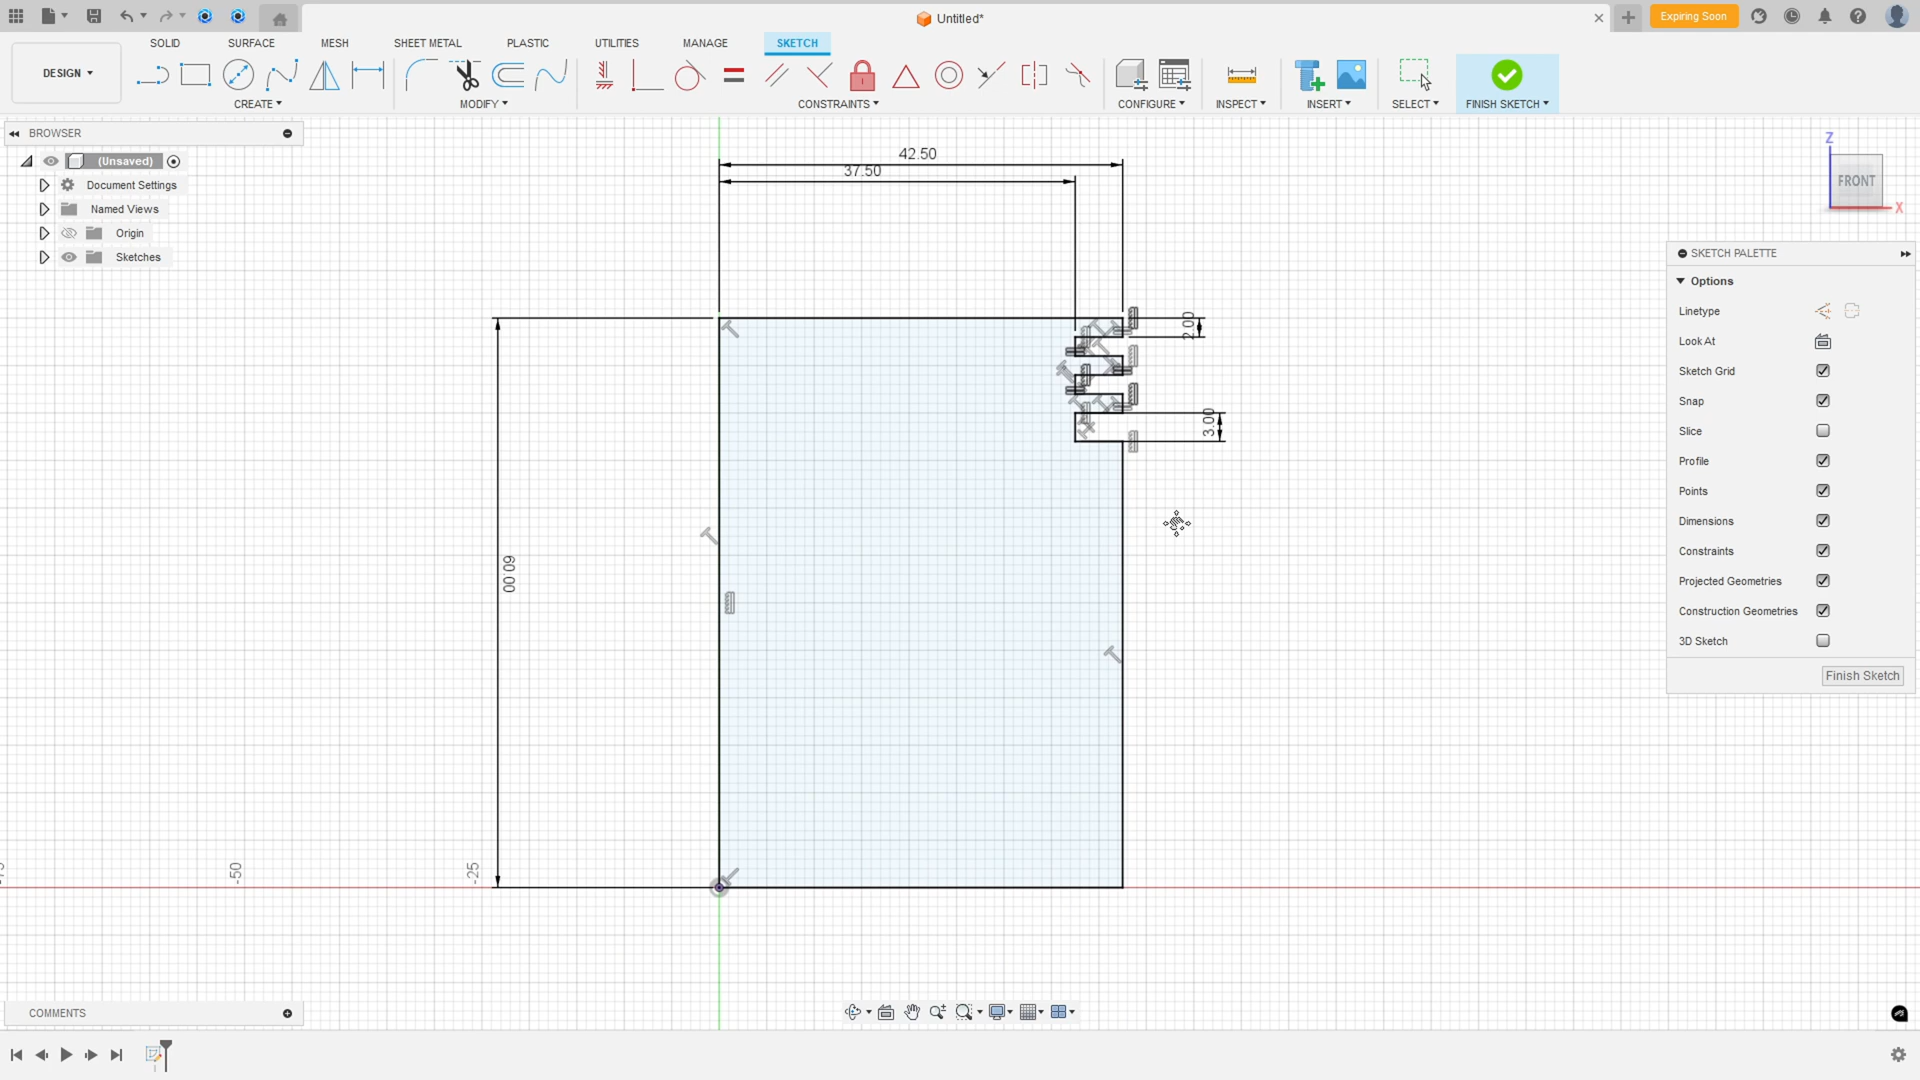 Untitled*
Expiring Soon
DESIGN
SOLID
SURFACE
MESH
SHEET METAL
PLASTIC
UTILITIES
MANAGE
SKETCH
CREATE
MODIFY
CONSTRAINTS
CONFIGURE
INSPECT
INSERT
SELECT
FINISH SKETCH
BROWSER
(Unsaved)
Document Settings
Named Views
Origin
Sketches
42.50
37.50
2.00
3.00
60.00
-75
-50
-25
Z
FRONT
X
SKETCH PALETTE
Options
Linetype
Look At
Sketch Grid
Snap
Slice
Profile
Points
Dimensions
Constraints
Projected Geometries
Construction Geometries
3D Sketch
Finish Sketch
COMMENTS